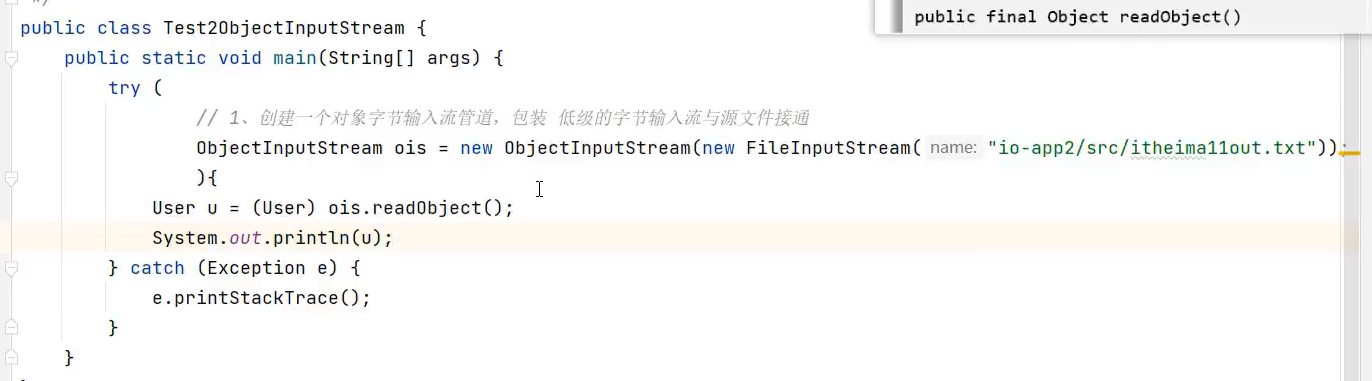 */
public final Object readObject()
public class Test2ObjectInputStream {
public static void main(String[] args) {
try (
// 1、创建一个对象字节输入流管道，包装 低级的字节输入流与源文件接通
ObjectInputStream ois = new ObjectInputStream(new FileInputStream( name: "io-app2/src/itheima11out.txt"));
){
User u = (User) ois.readObject();
System.out.println(u);
} catch (Exception e) {
e.printStackTrace();
}
}